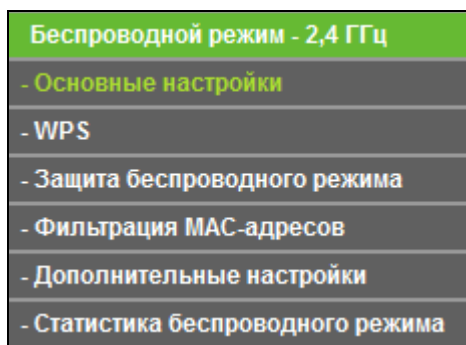 Беспроводной режим - 2,4 ГГц
- Основные настройки
- WPS
- Защита беспроводного режима
- Фильтрация MAC-адресов
- Дополнительные настройки
- Статистика беспроводного режима